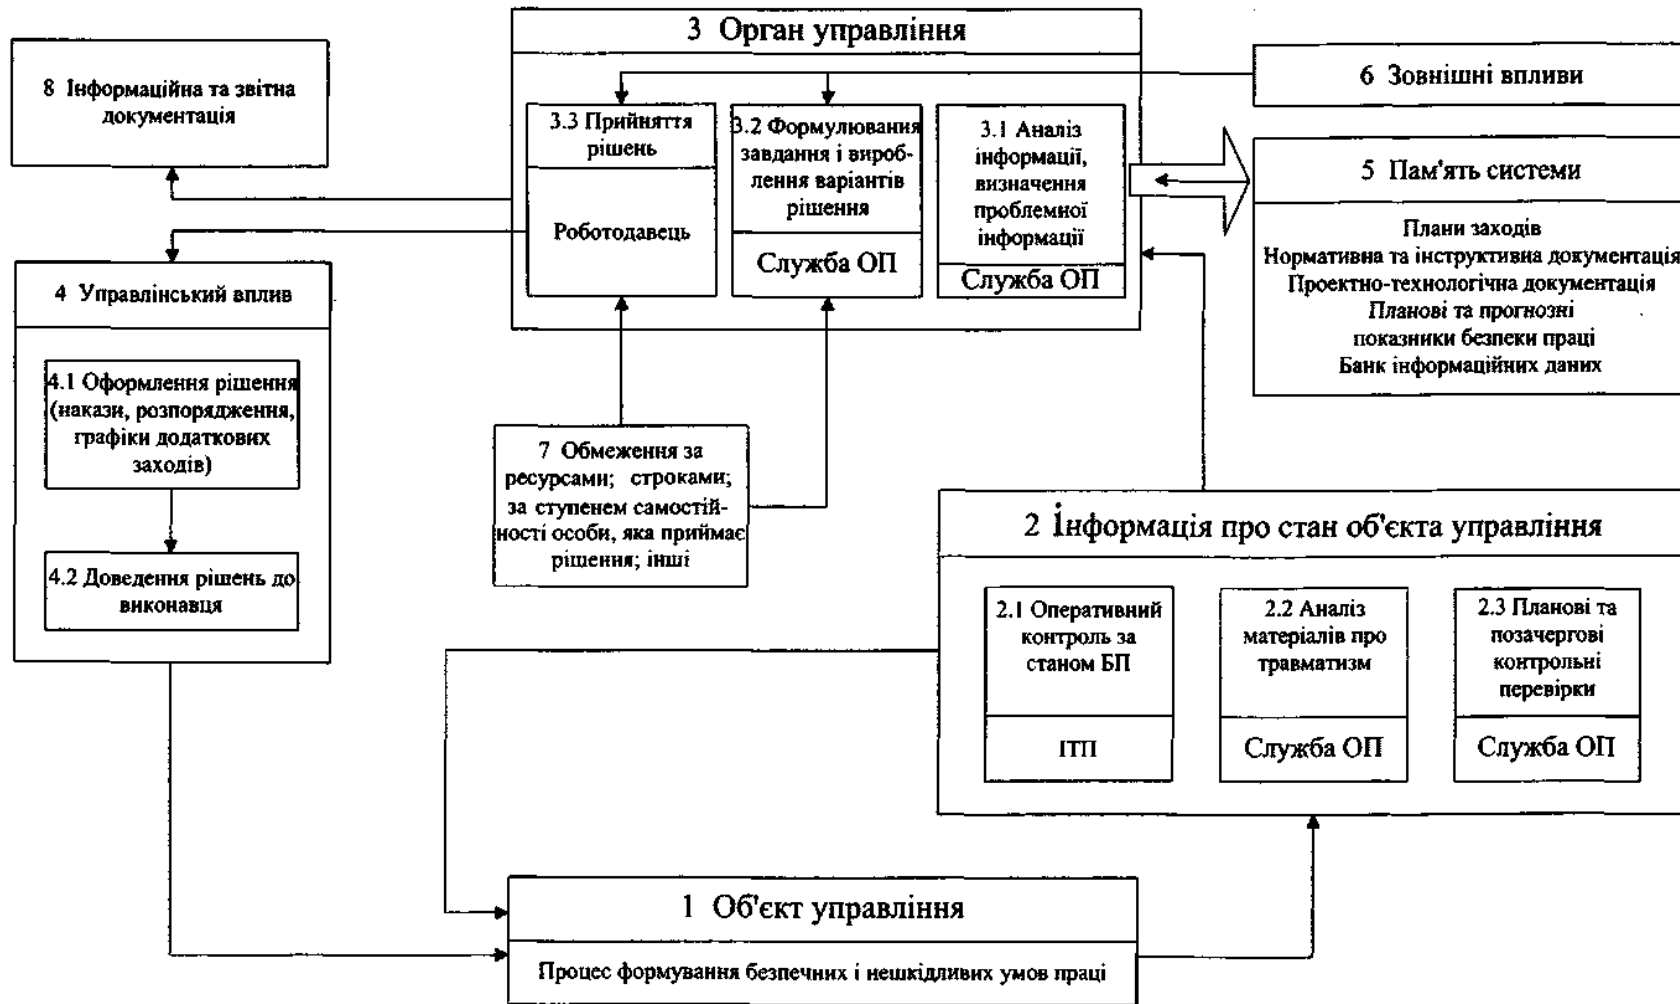 3 Орган управління
8 Інформаційна та звітна
документація
6 Зовнішні впливи
3.3 Прийняття
рішень
Роботодавець
3.2 Формулювання
завдання і вироб-
лення варіантів
рішення
Служба ОП
3.1 Аналіз
інформації,
визначення
проблемної
інформації
Служба ОП
5 Пам'ять системи
Плани заходів
Нормативна та інструктивна документація
Проектно-технологічна документація
Планові та прогнозні
показники безпеки праці
Банк інформаційних даних
4 Управлінський вплив
4.1 Оформлення рішення
(накази, розпорядження,
графіки додаткових
заходів)
4.2 Доведення рішень до
виконавця
7 Обмеження за
ресурсами; строками;
за ступенем самостій-
ності особи, яка приймає
рішення; інші
2 Інформація про стан об'єкта управління
2.1 Оперативний
контроль за
станом БП
ІТП
2.2 Аналіз
матеріалів про
травматизм
Служба ОП
2.3 Планові та
позачергові
контрольні
перевірки
Служба ОП
1 Об'єкт управління
Процес формування безпечних і нешкідливих умов праці